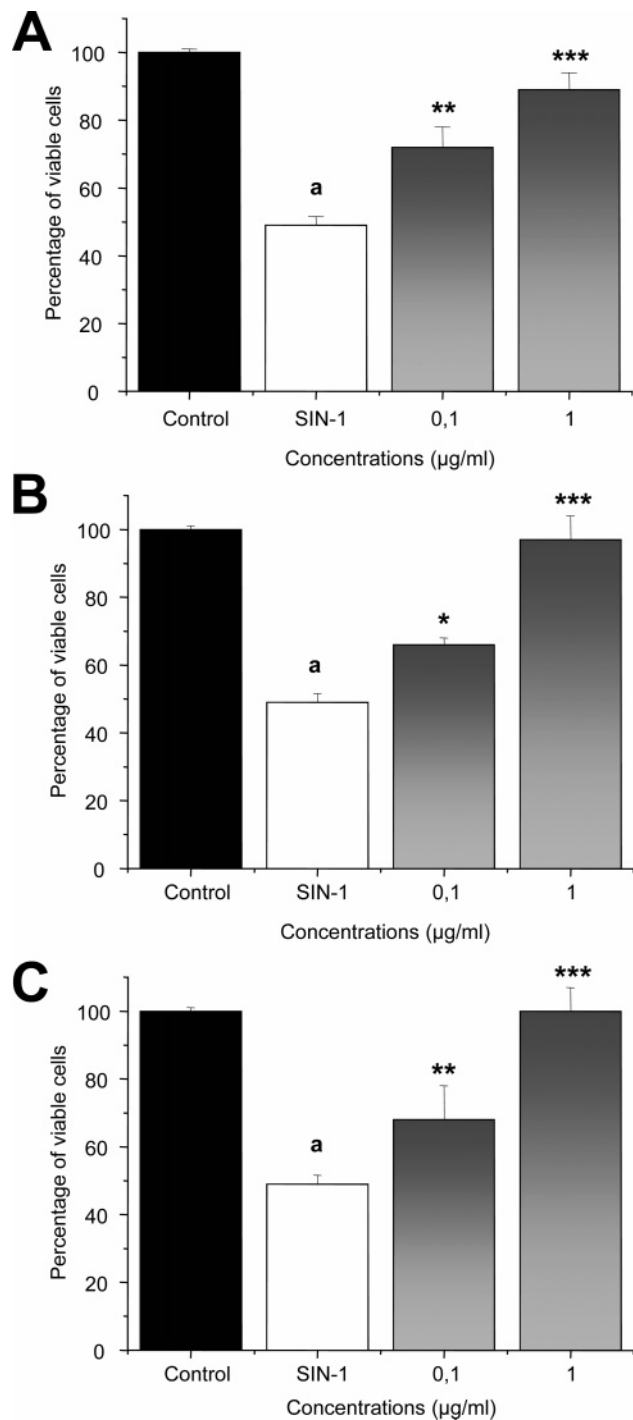 A
Percentage of viable cells
100
80
60
40
20
0
a
**
***
Control SIN-1 0,1 1
Concentrations (µg/ml)
B
Percentage of viable cells
100
80
60
40
20
0
a
*
***
Control SIN-1 0,1 1
Concentrations (µg/ml)
C
Percentage of viable cells
100
80
60
40
20
0
a
**
***
Control SIN-1 0,1 1
Concentrations (µg/ml)